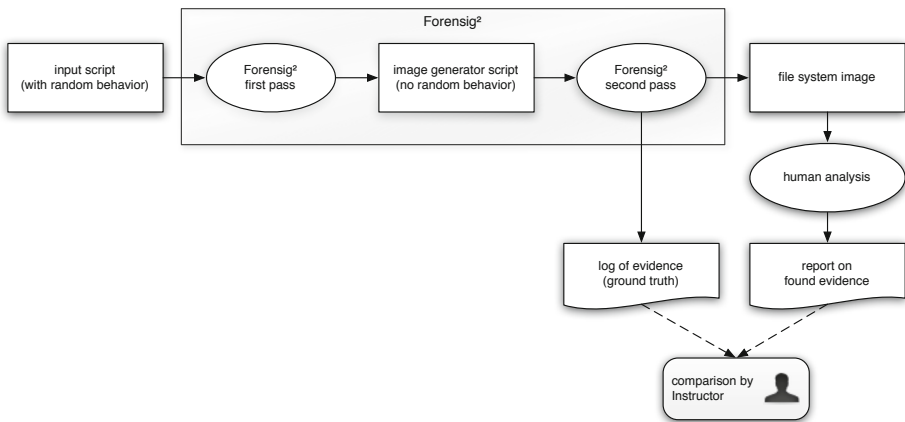 Forensig²
input script
(with random behavior)
Forensig²
first pass
image generator script
(no random behavior)
Forensig²
second pass
file system image
human analysis
log of evidence
(ground truth)
report on
found evidence
comparison by
Instructor